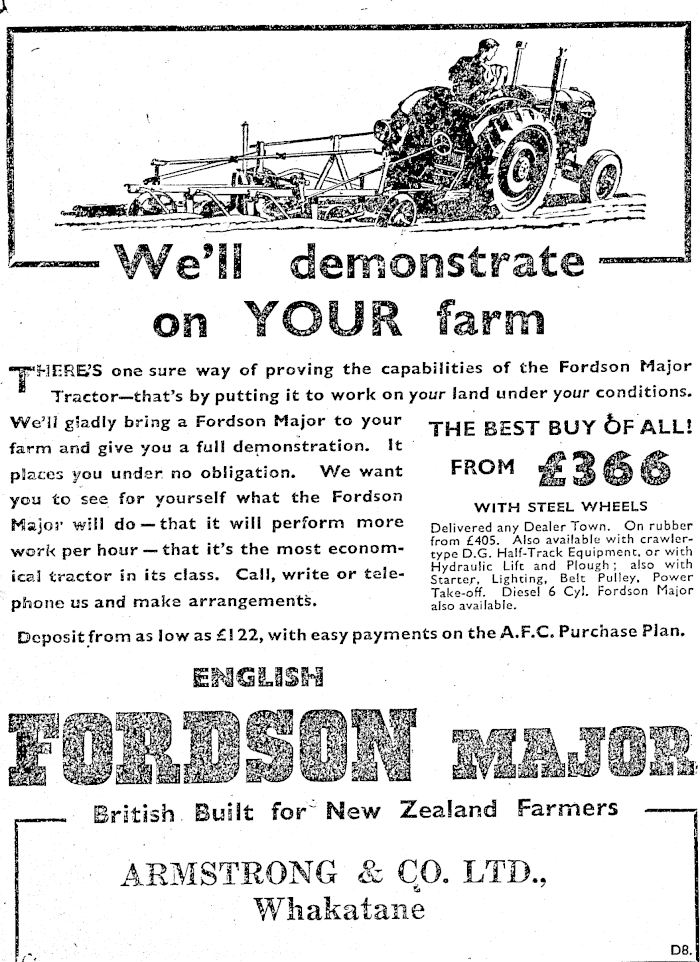 We'll demonstrate
on YOUR farm
THERE'S one sure way of proving the capabilities of the Fordson Major
Tractor—that's by putting it to work on your land under your conditions.
We'll gladly bring a Fordson Major to your
farm and give you a full demonstration. It
places you under no obligation. We want
you to see for yourself what the Fordson
Major will do — that it will perform more
work per hour — that it's the most econom-
ical tractor in its class. Call, write or tele-
phone us and make arrangements.
THE BEST BUY OF ALL!
FROM £366
WITH STEEL WHEELS
Delivered any Dealer Town. On rubber
from £405. Also available with crawler-
type D.G. Half-Track Equipment, or with
Hydraulic Lift and Plough; also with
Starter, Lighting, Belt Pulley, Power
Take-off. Diesel 6 Cyl. Fordson Major
also available.
Deposit from as low as £122, with easy payments on the A.F.C. Purchase Plan.
ENGLISH
FORDSON MAJOR
British Built for New Zealand Farmers
ARMSTRONG & CO. LTD.,
Whakatane
D8.